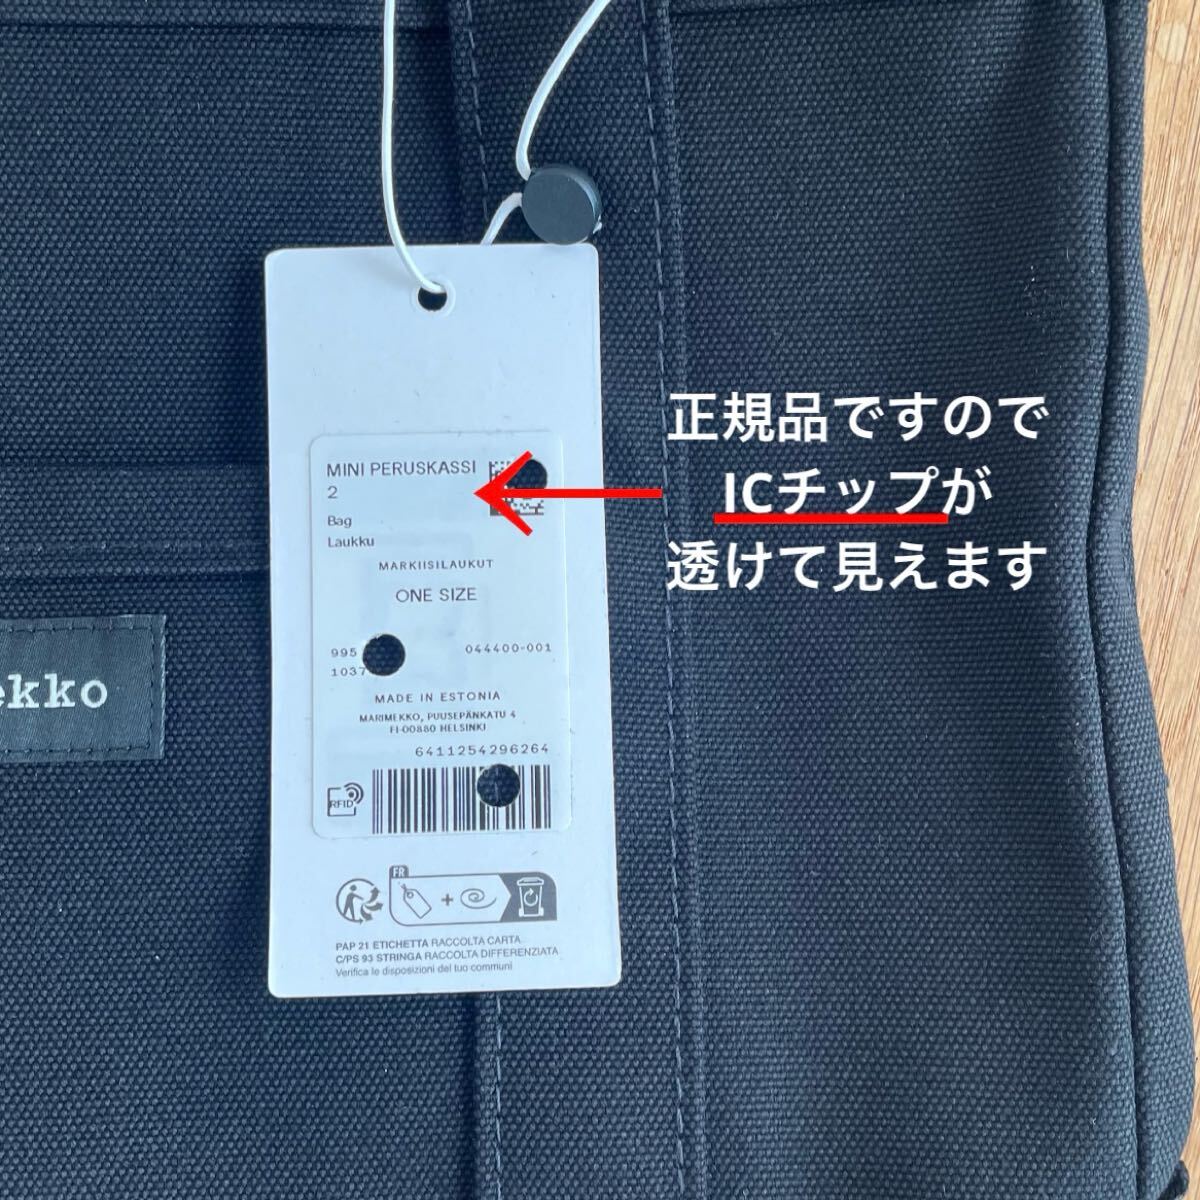 MINI PERUSKASSI
2
Bag
Laukku
MARKIISILAUKUT
ONE SIZE
995 044400-001
1037
MADE IN ESTONIA
MARIMEKKO, PUUSEPÄNKATU 4
FI-00880 HELSINKI
6411254296264
RFID
FR
+
PAP 21 ETICHETTA RACCOLTA CARTA
C/PS 93 STRINGA RACCOLTA DIFFERENZIATA
Verifica le disposizioni del tuo communi
ekko
正規品ですので
ICチップが
透けて見えます